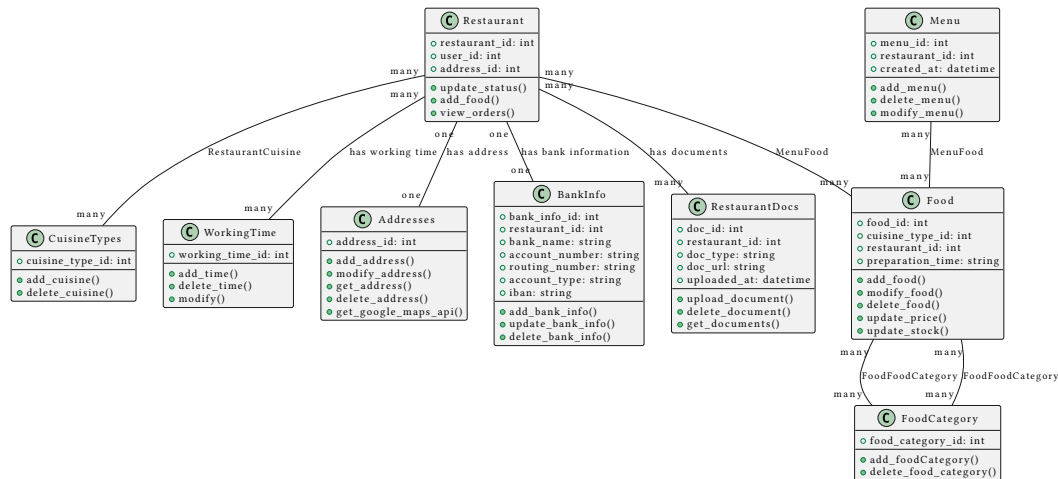 C Restaurant
restaurant_id: int
user_id: int
address_id: int
update_status()
add_food()
view_orders()
C Menu
menu_id: int
restaurant_id: int
created_at: datetime
add_menu()
delete_menu()
modify_menu()
many
many
many
many
one
one
many
RestaurantCuisine
has working time
has address
has bank information
has documents
MenuFood
MenuFood
many
many
one
one
many
many
many
C CuisineTypes
cuisine_type_id: int
add_cuisine()
delete_cuisine()
C WorkingTime
working_time_id: int
add_time()
delete_time()
modify()
C Addresses
address_id: int
add_address()
modify_address()
get_address()
delete_address()
get_google_maps_api()
C BankInfo
bank_info_id: int
restaurant_id: int
bank_name: string
account_number: string
routing_number: string
account_type: string
iban: string
add_bank_info()
update_bank_info()
delete_bank_info()
C RestaurantDocs
doc_id: int
restaurant_id: int
doc_type: string
doc_url: string
uploaded_at: datetime
upload_document()
delete_document()
get_documents()
C Food
food_id: int
cuisine_type_id: int
restaurant_id: int
preparation_time: string
add_food()
modify_food()
delete_food()
update_price()
update_stock()
many
many
FoodFoodCategory
FoodFoodCategory
many
many
C FoodCategory
food_category_id: int
add_foodCategory()
delete_food_category()